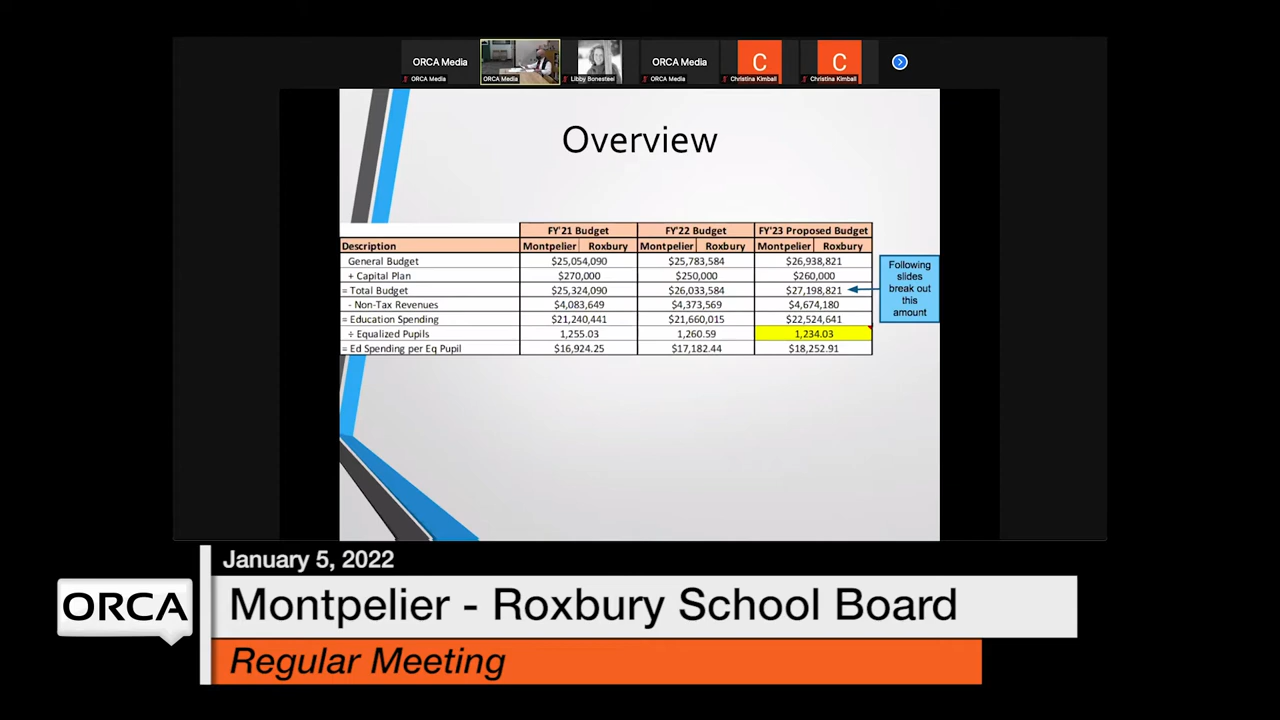 ORCA Media
ORCA Media
ORCA Media
Libby Bonesteel
ORCA Media
ORCA Media
C
Christina Kimball
C
Christina Kimball
Overview
FY'21 Budget FY'22 Budget FY'23 Proposed Budget
Description Montpelier Roxbury Montpelier Roxbury Montpelier Roxbury
General Budget $25,054,090 $25,783,584 $26,938,821
+ Capital Plan $270,000 $250,000 $260,000
= Total Budget $25,324,090 $26,033,584 $27,198,821
- Non-Tax Revenues $4,083,649 $4,373,569 $4,674,180
= Education Spending $21,240,441 $21,660,015 $22,524,641
÷ Equalized Pupils 1,255.03 1,260.59 1,234.03
= Ed Spending per Eq Pupil $16,924.25 $17,182.44 $18,252.91
Following
slides
break out
this
amount
January 5, 2022
ORCA
Montpelier - Roxbury School Board
Regular Meeting